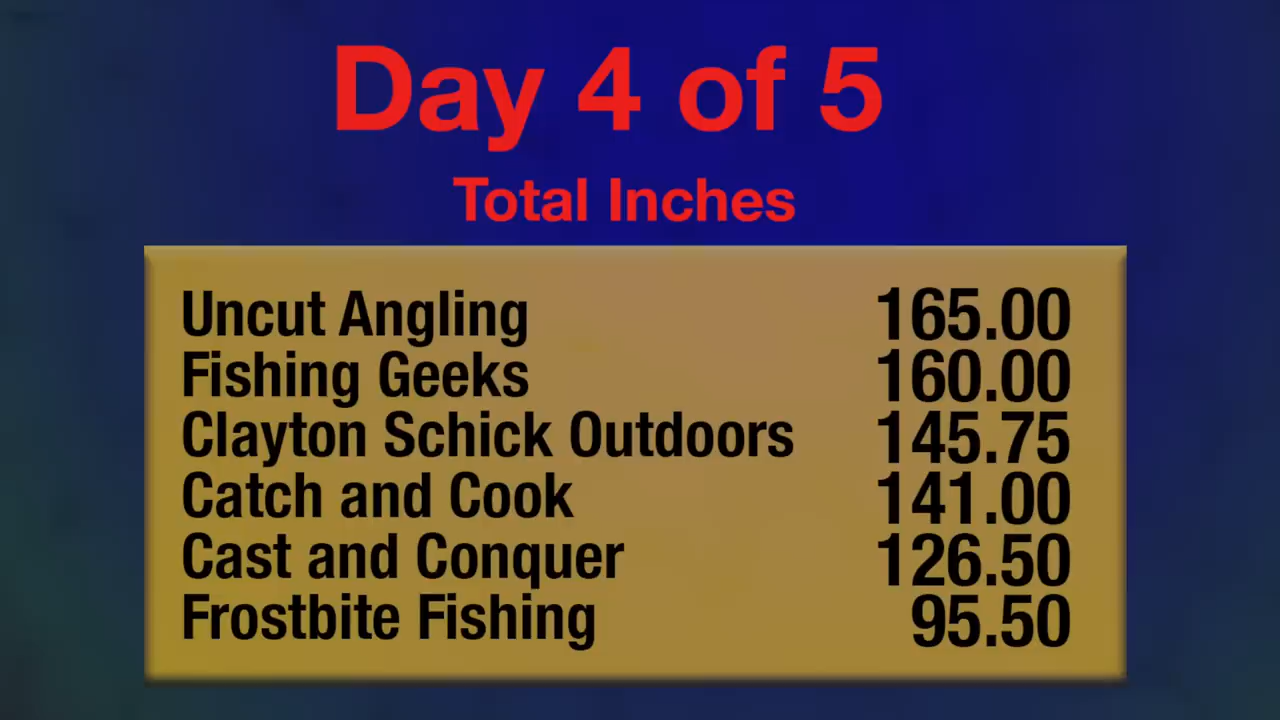 Day 4 of 5
Total Inches
Uncut Angling 165.00
Fishing Geeks 160.00
Clayton Schick Outdoors 145.75
Catch and Cook 141.00
Cast and Conquer 126.50
Frostbite Fishing 95.50